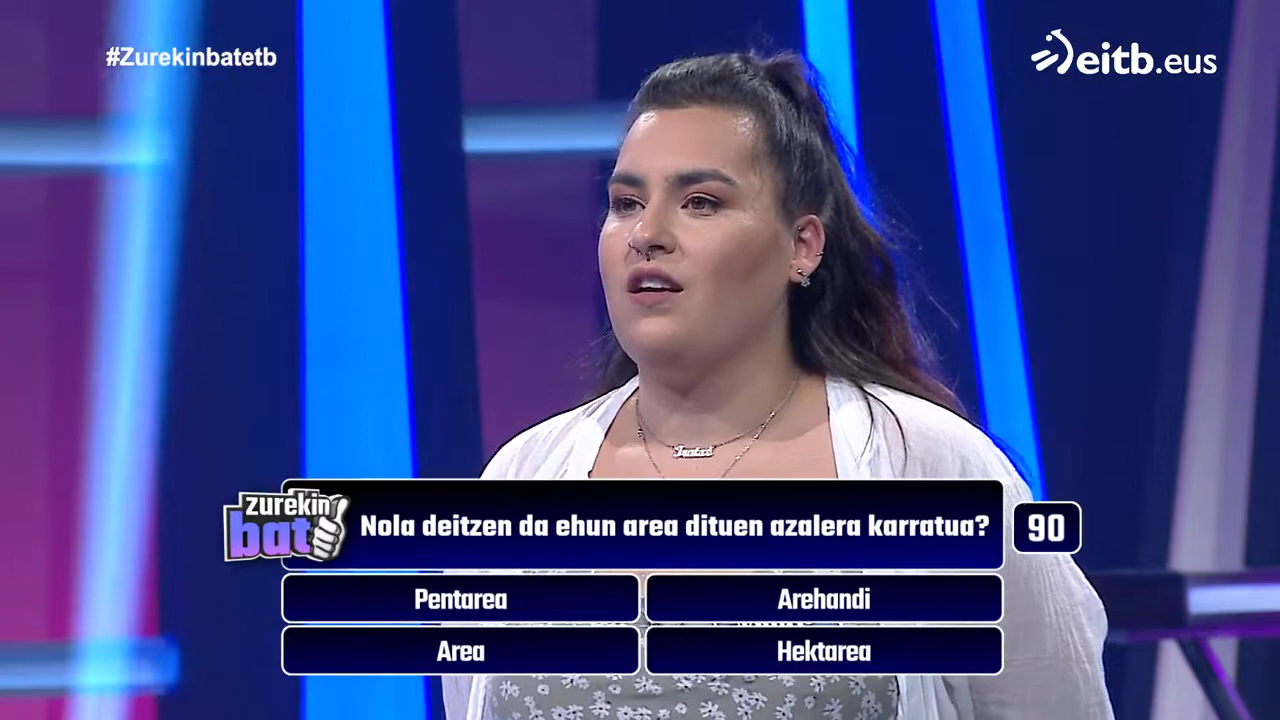 #Zurekinbatetb
eitb.eus
zurekin
bat
Nola deitzen da ehun area dituen azalera karratua?
90
Pentarea
Arehandi
Area
Hektarea